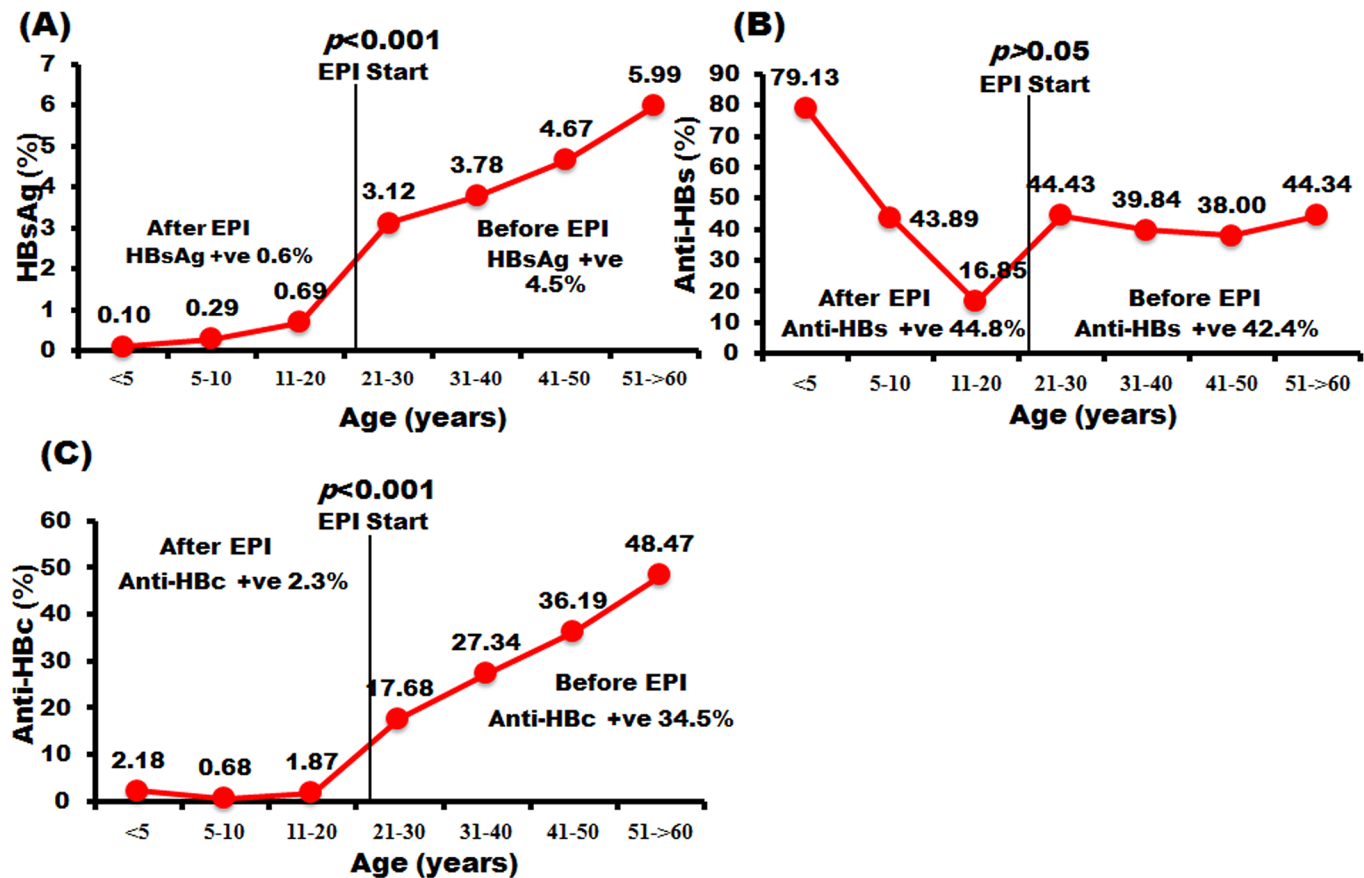 (A)
p<0.001
EPI Start
HBsAg (%)
7
6
5
4
3
2
1
0
0.10
0.29
0.69
3.12
3.78
4.67
5.99
After EPI
HBsAg +ve 0.6%
Before EPI
HBsAg +ve
4.5%
<5
5-10
11-20
21-30
31-40
41-50
51->60
Age (years)
(B)
p>0.05
EPI Start
Anti-HBs (%)
90
80
70
60
50
40
30
20
10
0
79.13
43.89
16.85
44.43
39.84
38.00
44.34
After EPI
Anti-HBs +ve 44.8%
Before EPI
Anti-HBs +ve 42.4%
<5
5-10
11-20
21-30
31-40
41-50
51->60
Age (years)
(C)
p<0.001
EPI Start
Anti-HBc (%)
60
50
40
30
20
10
0
After EPI
Anti-HBc +ve 2.3%
2.18
0.68
1.87
17.68
27.34
36.19
48.47
Before EPI
Anti-HBc +ve 34.5%
<5
5-10
11-20
21-30
31-40
41-50
51->60
Age (years)